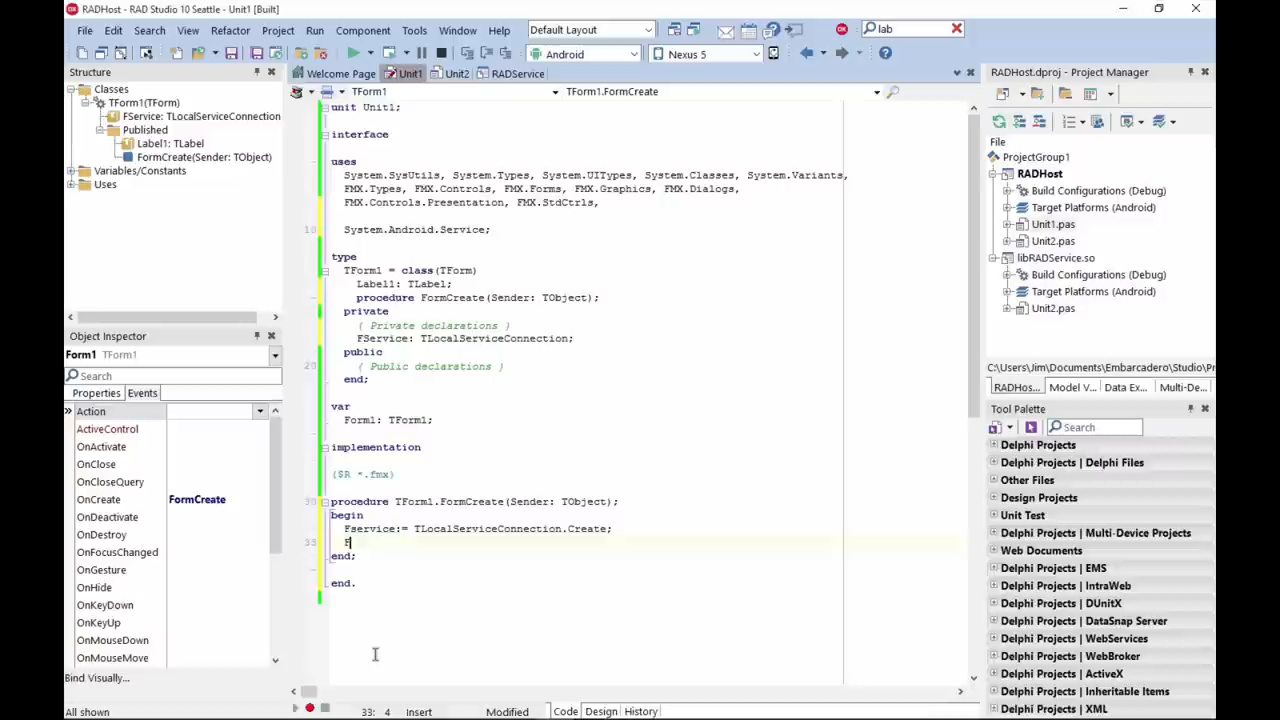 RADHost - RAD Studio 10 Seattle - Unit1 [Built]
File Edit Search View Refactor Project Run Component Tools Window Help
Default Layout
lab
Android
Nexus 5
Structure
Classes
TForm1(TForm)
FService: TLocalServiceConnection
Published
Label1: TLabel
FormCreate(Sender: TObject)
Variables/Constants
Uses
Object Inspector
Form1 TForm1
Search
Properties Events
Action
ActiveControl
OnActivate
OnClose
OnCloseQuery
OnCreate FormCreate
OnDeactivate
OnDestroy
OnFocusChanged
OnGesture
OnHide
OnKeyDown
OnKeyUp
OnMouseDown
OnMouseMove
Bind Visually...
All shown
Welcome Page Unit1 Unit2 RADService
TForm1 TForm1.FormCreate
unit Unit1;
interface
uses
System.SysUtils, System.Types, System.UITypes, System.Classes, System.Variants,
FMX.Types, FMX.Controls, FMX.Forms, FMX.Graphics, FMX.Dialogs,
FMX.Controls.Presentation, FMX.StdCtrls,
10 System.Android.Service;
type
TForm1 = class(TForm)
Label1: TLabel;
procedure FormCreate(Sender: TObject);
private
{ Private declarations }
FService: TLocalServiceConnection;
public
20 { Public declarations }
end;
var
Form1: TForm1;
implementation
{$R *.fmx}
30 procedure TForm1.FormCreate(Sender: TObject);
begin
Fservice:= TLocalServiceConnection.Create;
33 F
end;
end.
33: 4 Insert Modified Code Design History
RADHost.dproj - Project Manager
File
ProjectGroup1
RADHost
Build Configurations (Debug)
Target Platforms (Android)
Unit1.pas
Unit2.pas
libRADService.so
Build Configurations (Debug)
Target Platforms (Android)
Unit2.pas
C:\Users\Jim\Documents\Embarcadero\Studio\Pr
RADHos... Model V... Data Ex... Multi-De...
Tool Palette
Search
Delphi Projects
Delphi Projects | Delphi Files
Other Files
Design Projects
Unit Test
Delphi Projects | Multi-Device Projects
Web Documents
Delphi Projects | EMS
Delphi Projects | IntraWeb
Delphi Projects | DUnitX
Delphi Projects | DataSnap Server
Delphi Projects | WebServices
Delphi Projects | WebBroker
Delphi Projects | ActiveX
Delphi Projects | Inheritable Items
Delphi Projects | XML